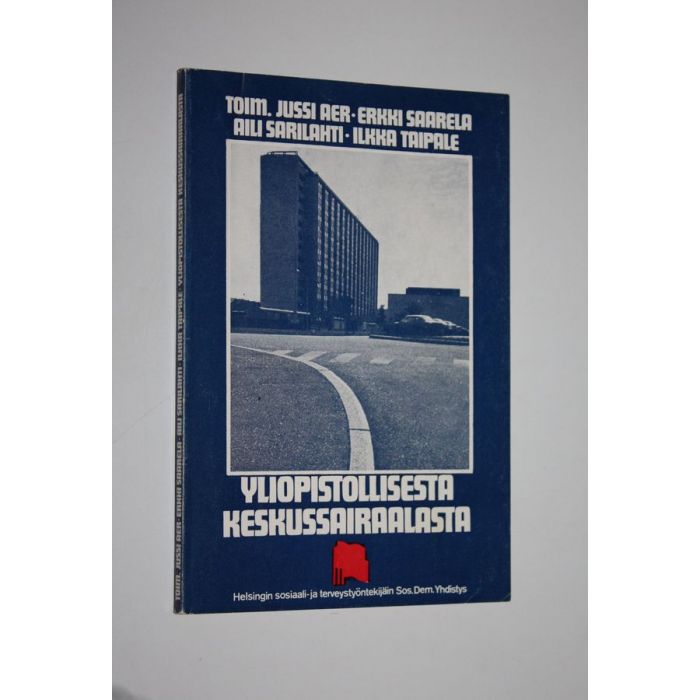 TOIM. JUSSI AER · ERKKI SAARELA
AILI SARILAHTI · ILKKA TAIPALE
YLIOPISTOLLISESTA
KESKUSSAIRAALASTA
Helsingin sosiaali- ja terveystyöntekijäin Sos. Dem. Yhdistys
TOIM. JUSSI AER · ERKKI SAARELA · AILI SARILAHTI · ILKKA TAIPALE · YLIOPISTOLLISESTA KESKUSSAIRAALASTA